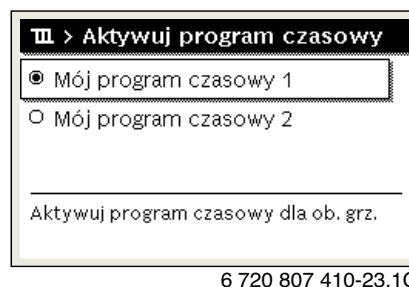 > Aktywuj program czasowy
Mój program czasowy 1
Mój program czasowy 2
Aktywuj program czasowy dla ob. grz.
6 720 807 410-23.1O